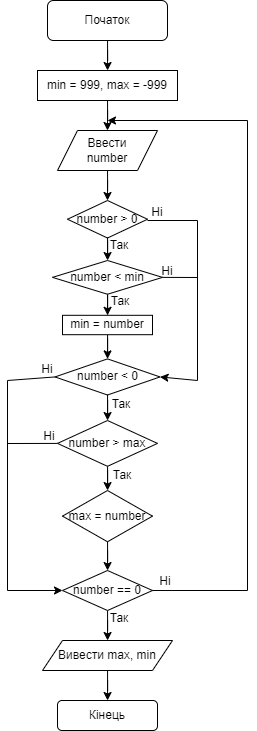 Початок
min = 999, max = -999
Ввести
number
number > 0
Ні
Так
number < min
Ні
Так
min = number
number < 0
Ні
Так
number > max
Ні
Так
max = number
number == 0
Ні
Так
Вивести max, min
Кінець